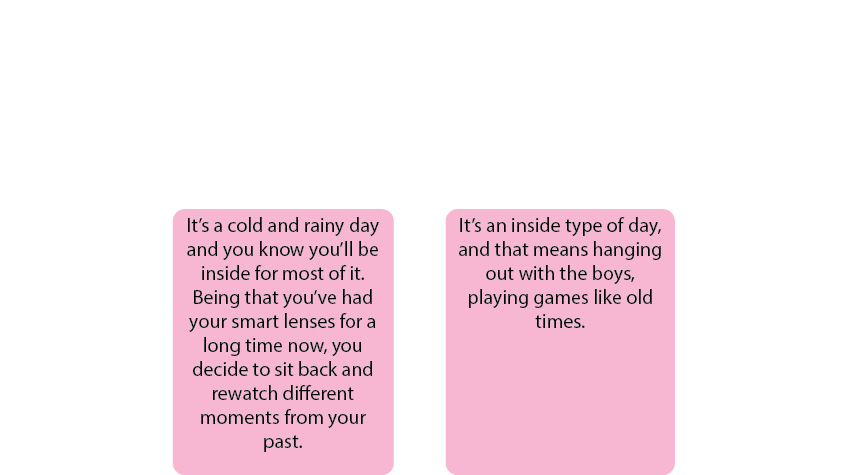 It’s a cold and rainy day
and you know you’ll be
inside for most of it.
Being that you’ve had
your smart lenses for a
long time now, you
decide to sit back and
rewatch different
moments from your
past.
It’s an inside type of day,
and that means hanging
out with the boys,
playing games like old
times.